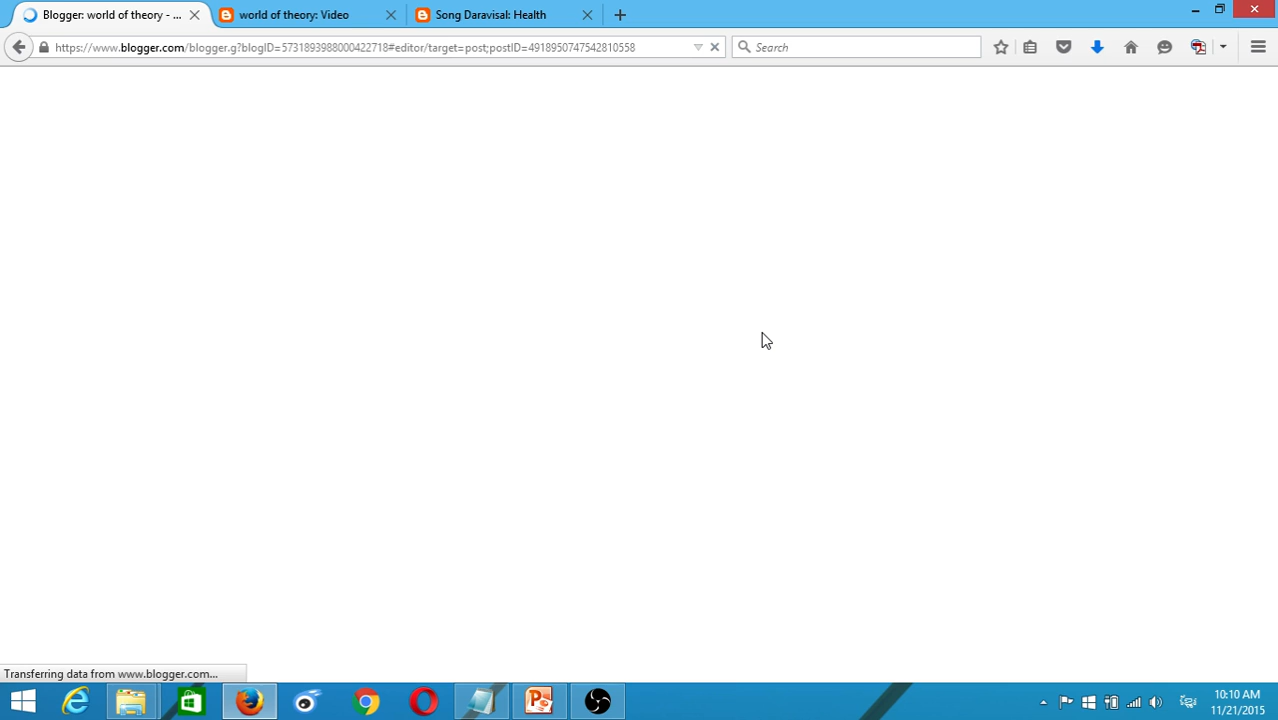 Blogger: world of theory - ...
world of theory: Video
Song Daravisal: Health
https://www.blogger.com/blogger.g?blogID=5731893988000422718#editor/target=post;postID=4918950747542810558
Search
Transferring data from www.blogger.com...
10:10 AM
11/21/2015